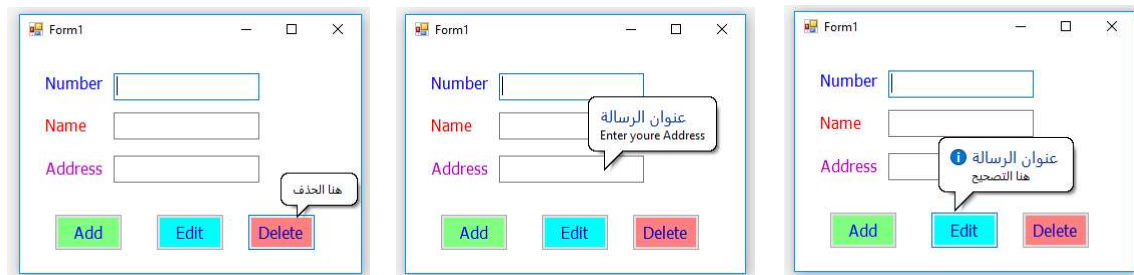 Form1
Number
Name
Address
هنا الحذف
Add Edit Delete
Form1
Number
عنوان الرسالة
Enter youre Address
Name
Address
Add Edit Delete
Form1
Number
Name
عنوان الرسالة
هنا التصحيح
Address
Add Edit Delete